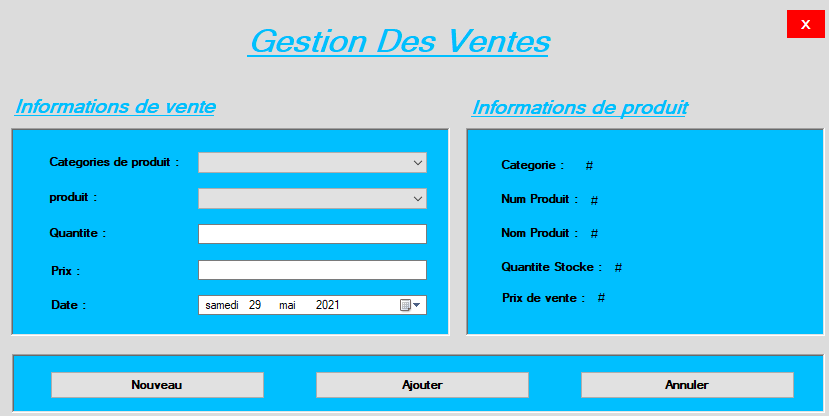 Gestion Des Ventes
X
Informations de vente
Categories de produit :
produit :
Quantite :
Prix :
Date : samedi 29 mai 2021
Informations de produit
Categorie : #
Num Produit : #
Nom Produit : #
Quantite Stocke : #
Prix de vente : #
Nouveau Ajouter Annuler